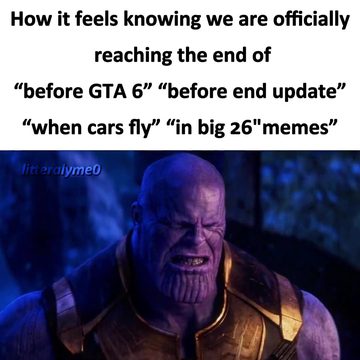 How it feels knowing we are officially
reaching the end of
“before GTA 6” “before end update”
“when cars fly” “in big 26"memes”
litteralyme0